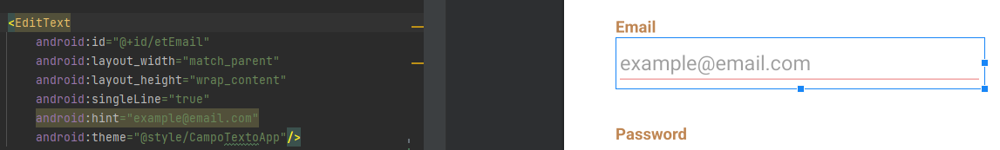 <EditText
android:id="@+id/etEmail"
android:layout_width="match_parent"
android:layout_height="wrap_content"
android:singleLine="true"
android:hint="example@email.com"
android:theme="@style/CampoTextoApp"/>
Email
example@email.com
Password